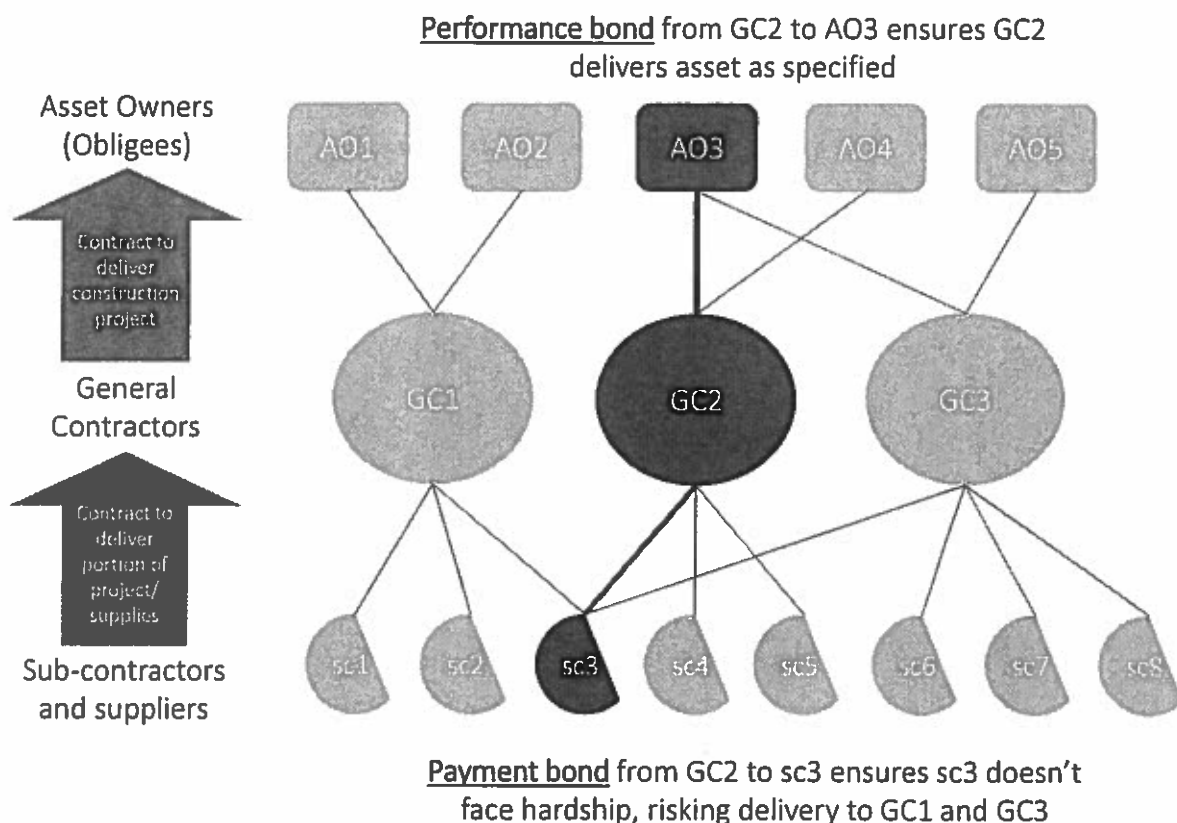 Performance bond from GC2 to AO3 ensures GC2
delivers asset as specified
Asset Owners
(Obligees)
AO1
AO2
AO3
AO4
AO5
Contract to
deliver
construction
project
General
Contractors
GC1
GC2
GC3
Contract to
deliver
portion of
project/
supplies
Sub-contractors
and suppliers
sc1
sc2
sc3
sc4
sc5
sc6
sc7
sc8
Payment bond from GC2 to sc3 ensures sc3 doesn't
face hardship, risking delivery to GC1 and GC3